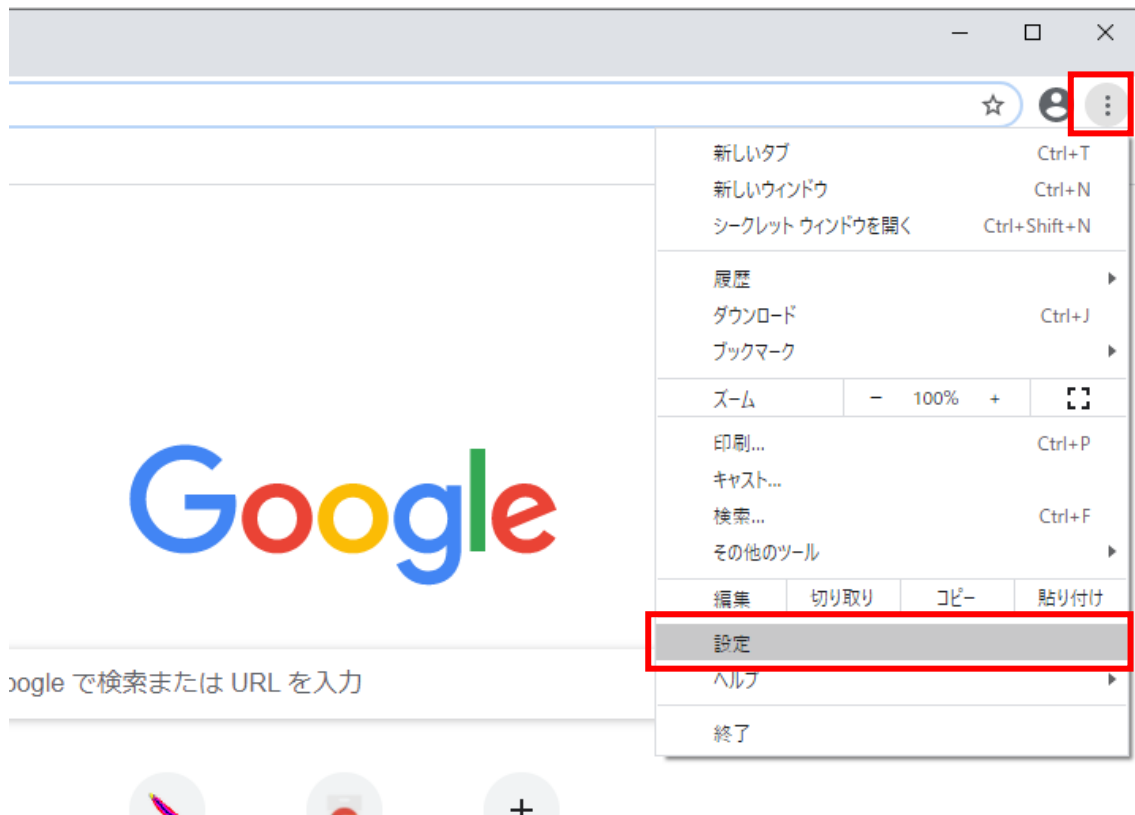 新しいタブ Ctrl+T
新しいウィンドウ Ctrl+N
シークレット ウィンドウを開く Ctrl+Shift+N
履歴
ダウンロード Ctrl+J
ブックマーク
ズーム - 100% +
印刷... Ctrl+P
キャスト...
検索... Ctrl+F
その他のツール
編集 切り取り コピー 貼り付け
設定
ヘルプ
終了
Google
oogle で検索または URL を入力